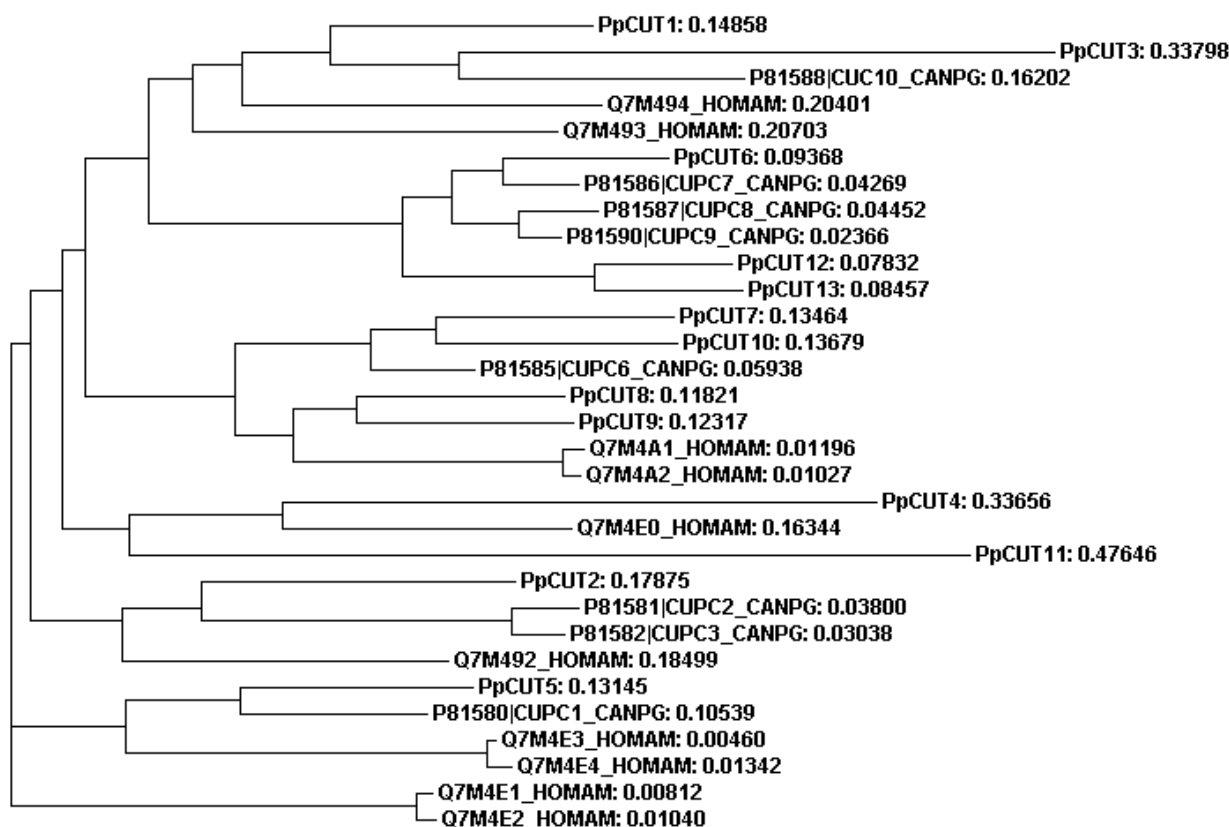 PpCUT1: 0.14858
PpCUT3: 0.33798
P81588|CUC10_CANPG: 0.16202
Q7M494_HOMAM: 0.20401
Q7M493_HOMAM: 0.20703
PpCUT6: 0.09368
P81586|CUPC7_CANPG: 0.04269
P81587|CUPC8_CANPG: 0.04452
P81590|CUPC9_CANPG: 0.02366
PpCUT12: 0.07832
PpCUT13: 0.08457
PpCUT7: 0.13464
PpCUT10: 0.13679
P81585|CUPC6_CANPG: 0.05938
PpCUT8: 0.11821
PpCUT9: 0.12317
Q7M4A1_HOMAM: 0.01196
Q7M4A2_HOMAM: 0.01027
PpCUT4: 0.33656
Q7M4E0_HOMAM: 0.16344
PpCUT11: 0.47646
PpCUT2: 0.17875
P81581|CUPC2_CANPG: 0.03800
P81582|CUPC3_CANPG: 0.03038
Q7M492_HOMAM: 0.18499
PpCUT5: 0.13145
P81580|CUPC1_CANPG: 0.10539
Q7M4E3_HOMAM: 0.00460
Q7M4E4_HOMAM: 0.01342
Q7M4E1_HOMAM: 0.00812
Q7M4E2_HOMAM: 0.01040